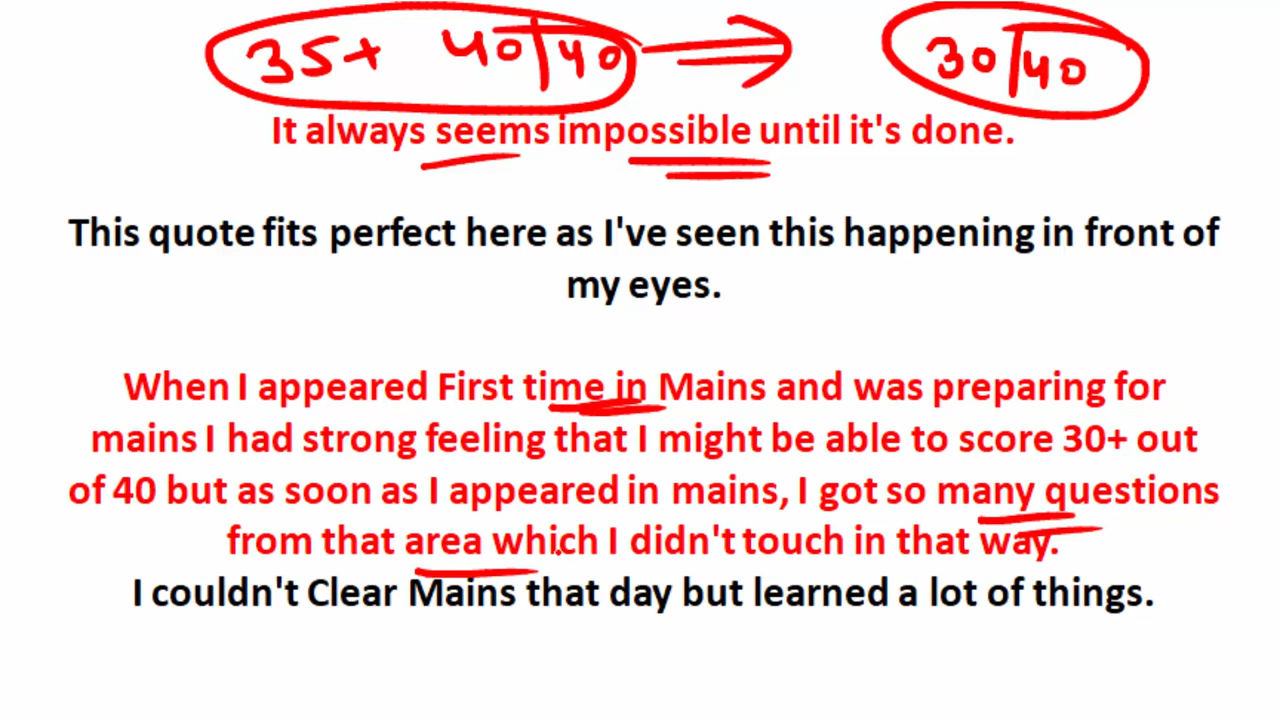 35+ 40/40 → 30/40
It always seems impossible until it's done.
This quote fits perfect here as I've seen this happening in front of
my eyes.
When I appeared First time in Mains and was preparing for
mains I had strong feeling that I might be able to score 30+ out
of 40 but as soon as I appeared in mains, I got so many questions
from that area which I didn't touch in that way.
I couldn't Clear Mains that day but learned a lot of things.